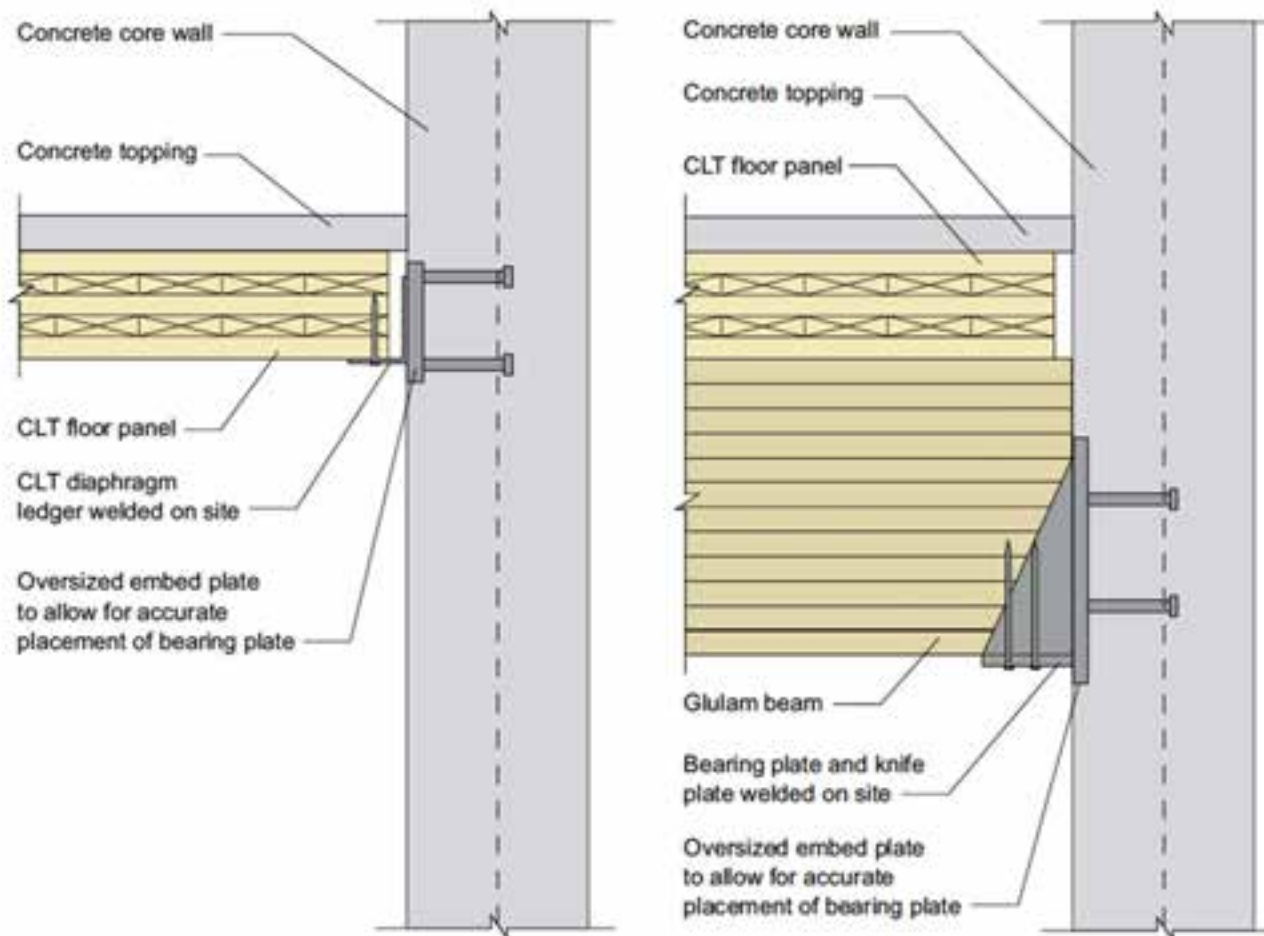 Concrete core wall
Concrete topping
CLT floor panel
CLT diaphragm
ledger welded on site
Oversized embed plate
to allow for accurate
placement of bearing plate
Concrete core wall
Concrete topping
CLT floor panel
Glulam beam
Bearing plate and knife
plate welded on site
Oversized embed plate
to allow for accurate
placement of bearing plate